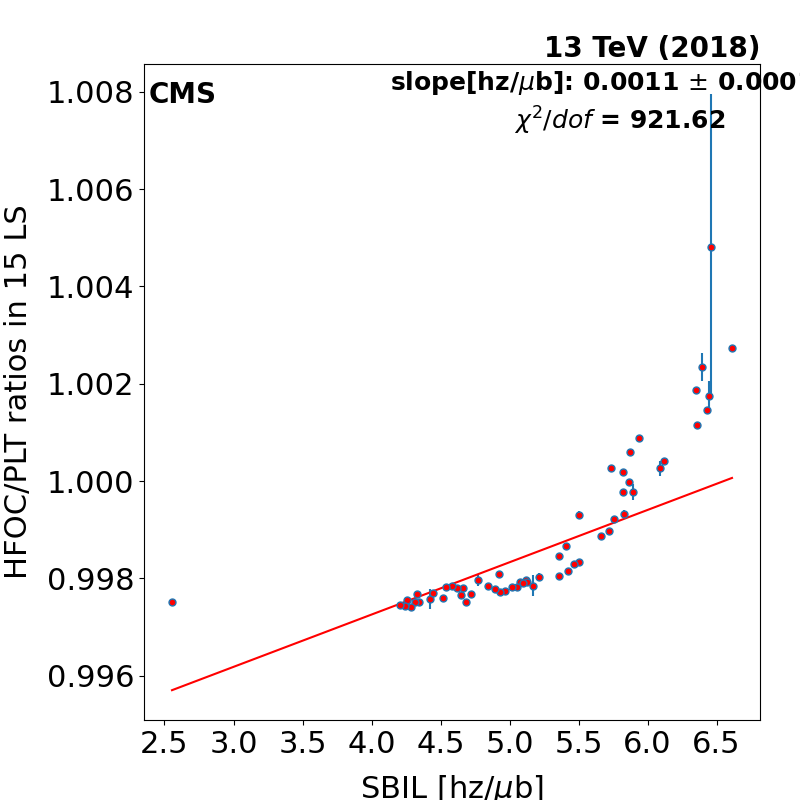 13 TeV (2018)
CMS
slope[hz/μb]: 0.0011 ± 0.000
χ²/dof = 921.62
HFOC/PLT ratios in 15 LS
1.008
1.006
1.004
1.002
1.000
0.998
0.996
2.5 3.0 3.5 4.0 4.5 5.0 5.5 6.0 6.5
SBIL [hz/μb]